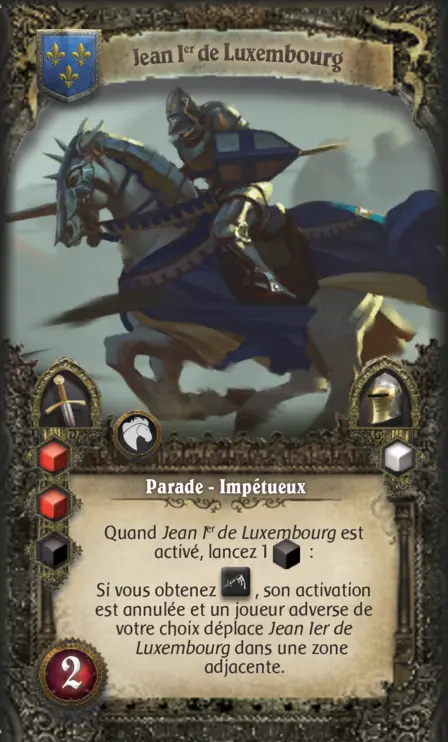 Jean Ier de Luxembourg
Parade - Impétueux
Quand Jean Ier de Luxembourg est
activé, lancez 1 :
Si vous obtenez , son activation
est annulée et un joueur adverse de
votre choix déplace Jean Ier de
Luxembourg dans une zone
adjacente.
2